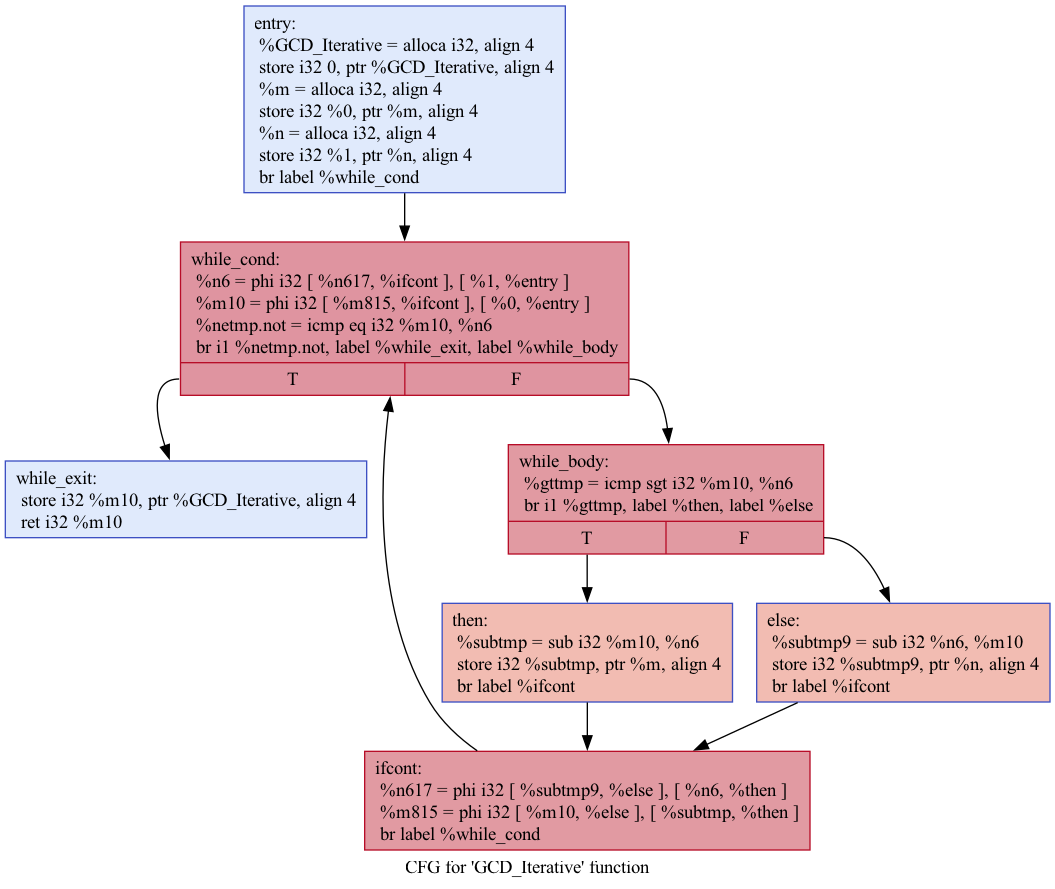 entry:
%GCD_Iterative = alloca i32, align 4
store i32 0, ptr %GCD_Iterative, align 4
%m = alloca i32, align 4
store i32 %0, ptr %m, align 4
%n = alloca i32, align 4
store i32 %1, ptr %n, align 4
br label %while_cond
while_cond:
%n6 = phi i32 [ %n617, %ifcont ], [ %1, %entry ]
%m10 = phi i32 [ %m815, %ifcont ], [ %0, %entry ]
%netmp.not = icmp eq i32 %m10, %n6
br i1 %netmp.not, label %while_exit, label %while_body
T
F
while_exit:
store i32 %m10, ptr %GCD_Iterative, align 4
ret i32 %m10
while_body:
%gttmp = icmp sgt i32 %m10, %n6
br i1 %gttmp, label %then, label %else
T
F
then:
%subtmp = sub i32 %m10, %n6
store i32 %subtmp, ptr %m, align 4
br label %ifcont
else:
%subtmp9 = sub i32 %n6, %m10
store i32 %subtmp9, ptr %n, align 4
br label %ifcont
ifcont:
%n617 = phi i32 [ %subtmp9, %else ], [ %n6, %then ]
%m815 = phi i32 [ %m10, %else ], [ %subtmp, %then ]
br label %while_cond
CFG for 'GCD_Iterative' function